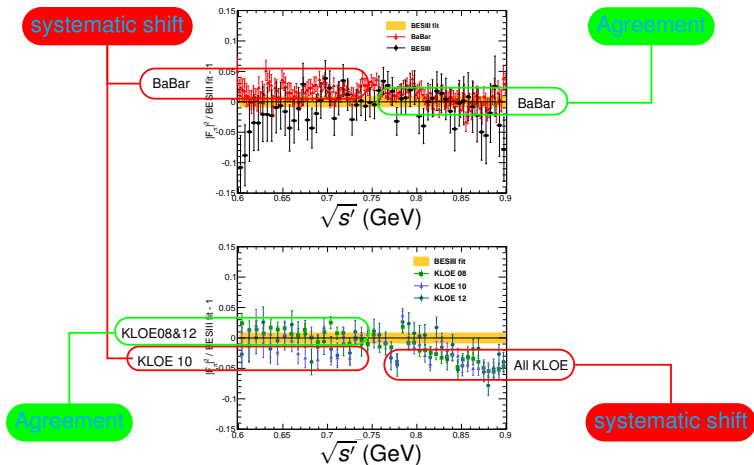 systematic shift
Agreement
BESIII fit
BaBar
BESIII
BaBar
BaBar
|F_π|² / BESIII fit - 1
0.15
0.1
0.05
0
-0.05
-0.1
-0.15
0.6 0.65 0.7 0.75 0.8 0.85 0.9
√s' (GeV)
BESIII fit
KLOE 08
KLOE 10
KLOE 12
KLOE08&12
KLOE 10
All KLOE
|F_π|² / BESIII fit - 1
0.15
0.1
0.05
0
-0.05
-0.1
-0.15
0.6 0.65 0.7 0.75 0.8 0.85 0.9
√s' (GeV)
Agreement
systematic shift